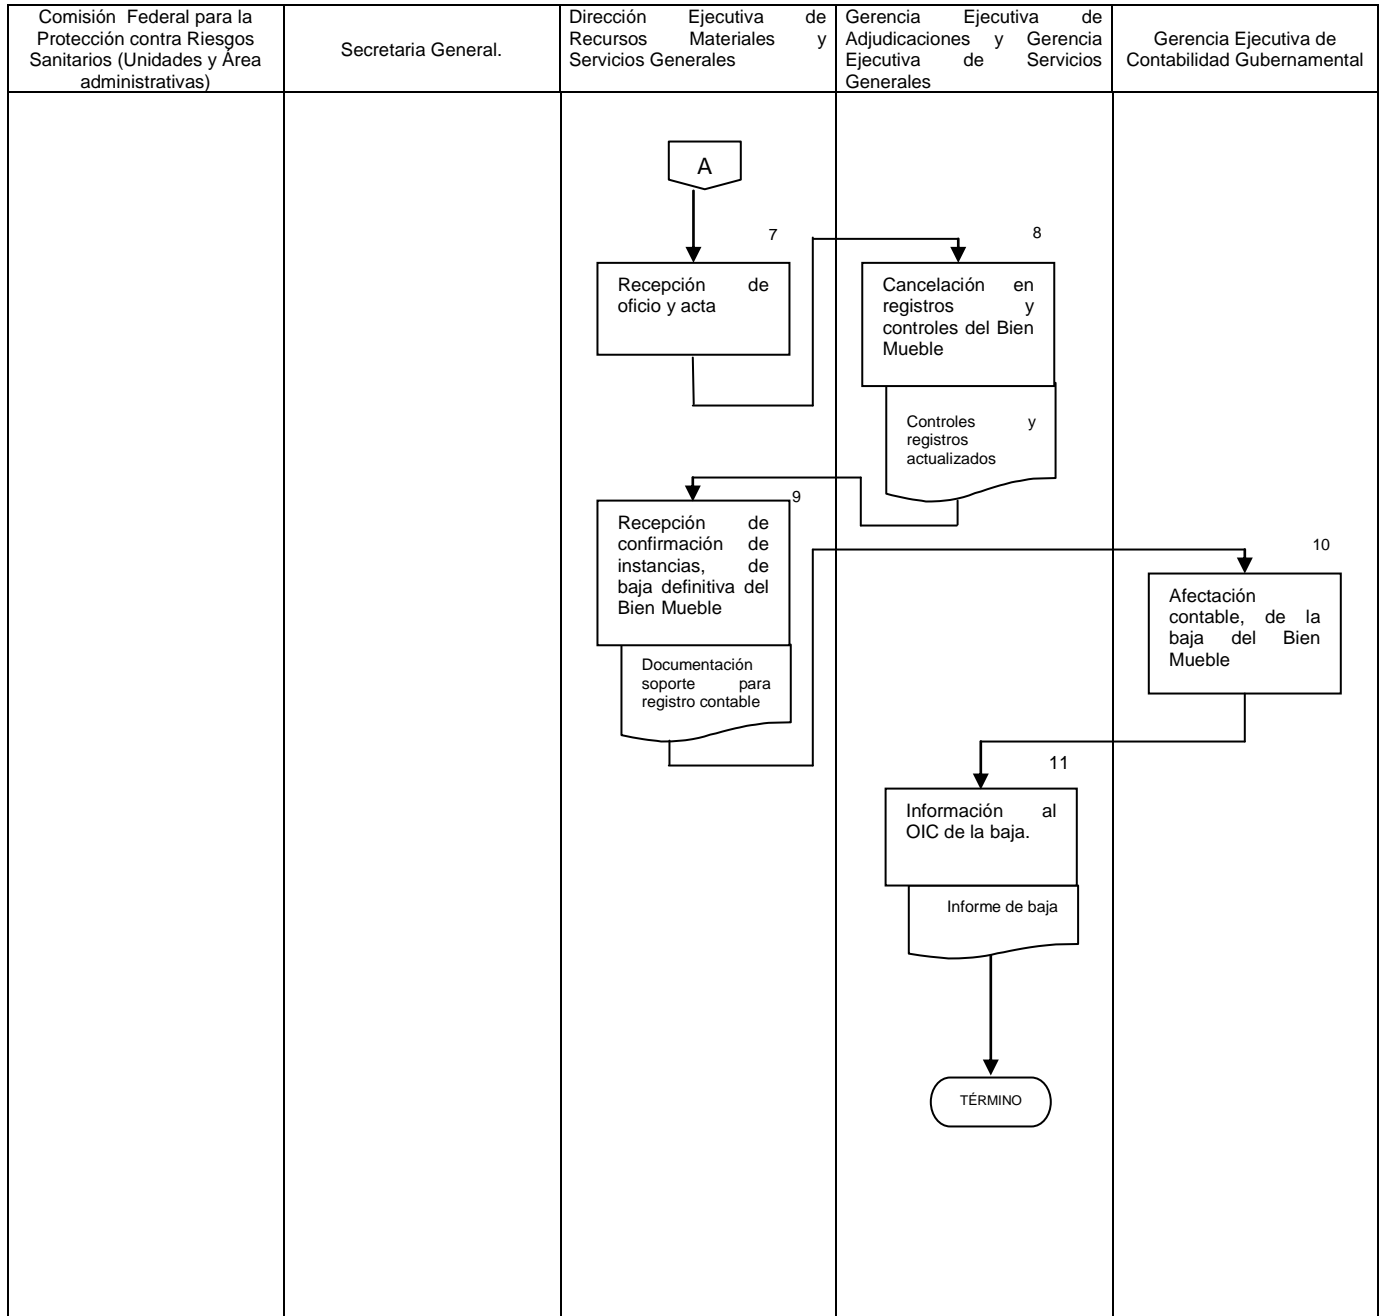 Comisión Federal para la
Protección contra Riesgos
Sanitarios (Unidades y Área
administrativas)
Secretaria General.
Dirección Ejecutiva de
Recursos Materiales y
Servicios Generales
Gerencia Ejecutiva de
Adjudicaciones y Gerencia
Ejecutiva de Servicios
Generales
Gerencia Ejecutiva de
Contabilidad Gubernamental
A
7
Recepción de
oficio y acta
8
Cancelación en
registros y
controles del Bien
Mueble
Controles y
registros
actualizados
9
Recepción de
confirmación de
instancias, de
baja definitiva del
Bien Mueble
Documentación
soporte para
registro contable
10
Afectación
contable, de la
baja del Bien
Mueble
11
Información al
OIC de la baja.
Informe de baja
TÉRMINO